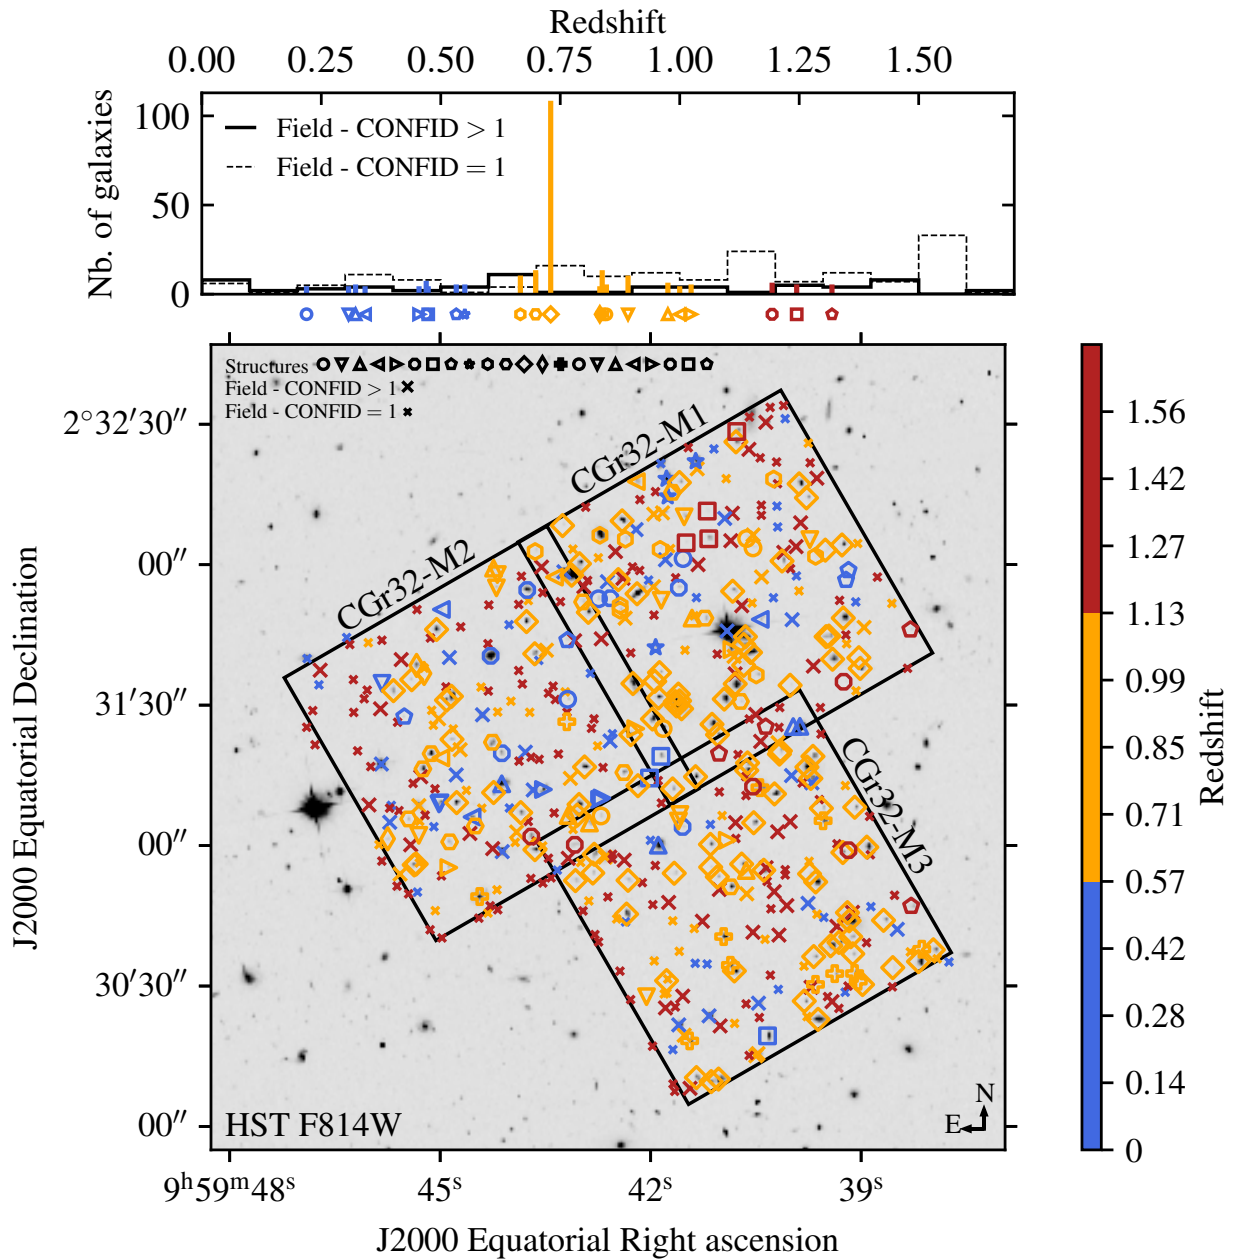 Redshift
0.00 0.25 0.50 0.75 1.00 1.25 1.50
Nb. of galaxies
100
50
0
Field - CONFID > 1
Field - CONFID = 1
Structures
Field - CONFID > 1
Field - CONFID = 1
CGr32-M1
CGr32-M2
CGr32-M3
2°32′30″
00″
31′30″
00″
30′30″
00″
J2000 Equatorial Declination
HST F814W
N
E
9h59m48s 45s 42s 39s
J2000 Equatorial Right ascension
1.56
1.42
1.27
1.13
0.99
0.85
0.71
0.57
0.42
0.28
0.14
0
Redshift